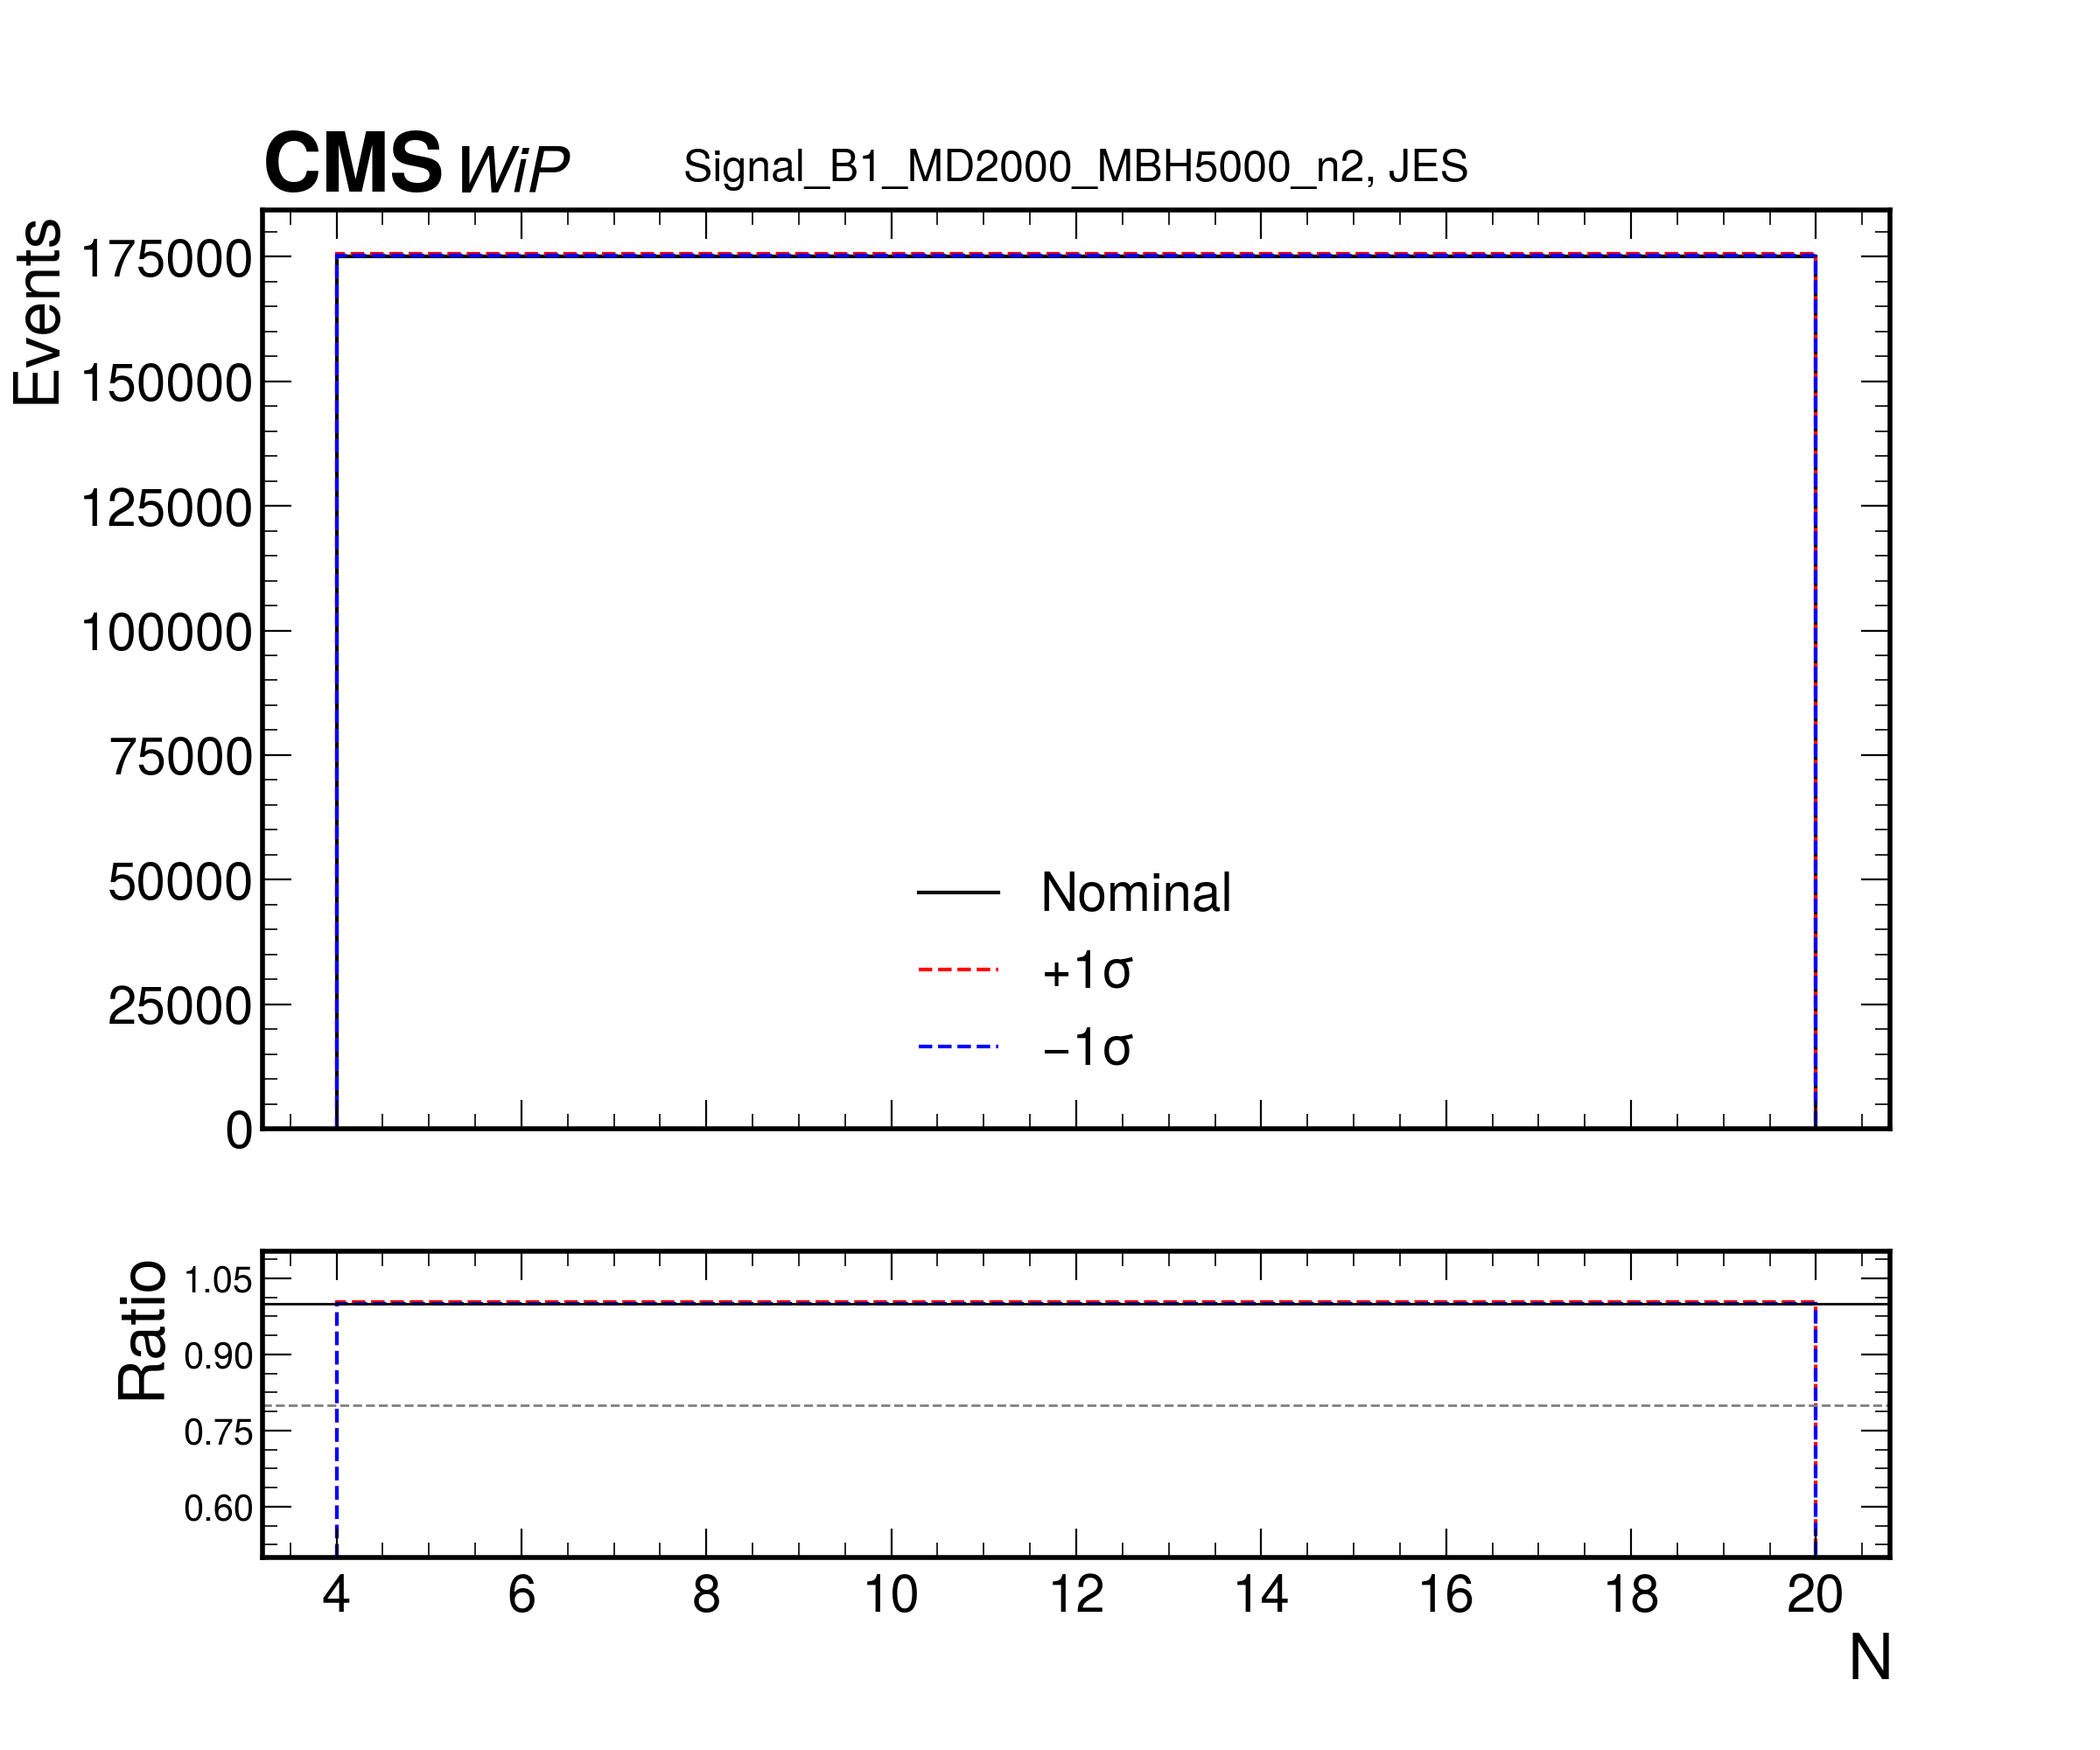 CMS WiP
Signal_B1_MD2000_MBH5000_n2, JES
Events
175000
150000
125000
100000
75000
50000
25000
0
Nominal
+1σ
−1σ
Ratio
1.05
0.90
0.75
0.60
4 6 8 10 12 14 16 18 20
N